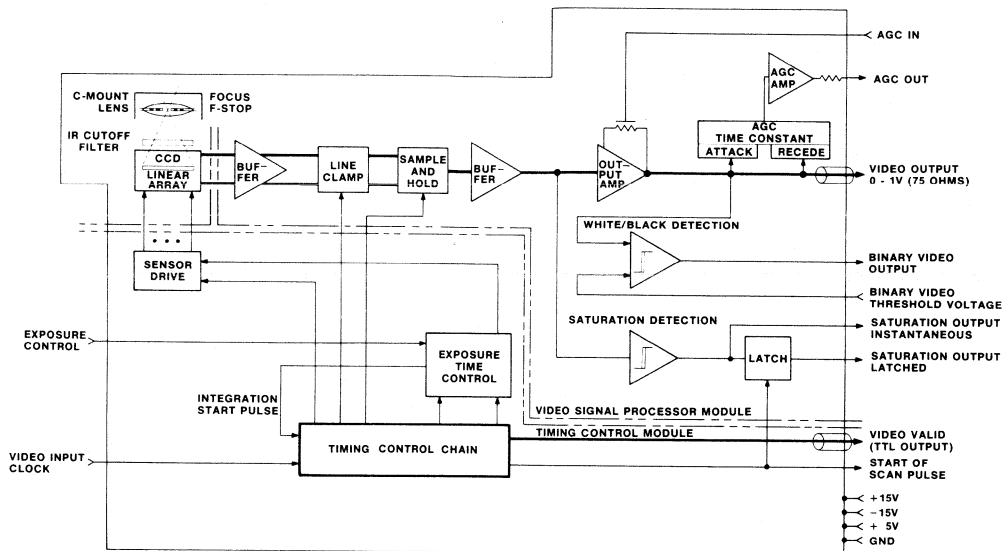 AGC IN
AGC
AMP
AGC OUT
C-MOUNT
LENS
FOCUS
F-STOP
IR CUTOFF
FILTER
CCD
LINEAR
ARRAY
BUF-
FER
LINE
CLAMP
SAMPLE
AND
HOLD
BUF-
FER
OUT-
PUT
AMP
AGC
TIME CONSTANT
ATTACK
RECEDE
VIDEO OUTPUT
0 - 1V (75 OHMS)
WHITE/BLACK DETECTION
SENSOR
DRIVE
BINARY VIDEO
OUTPUT
BINARY VIDEO
THRESHOLD VOLTAGE
SATURATION DETECTION
SATURATION OUTPUT
INSTANTANEOUS
EXPOSURE
CONTROL
EXPOSURE
TIME
CONTROL
LATCH
SATURATION OUTPUT
LATCHED
INTEGRATION
START PULSE
VIDEO SIGNAL PROCESSOR MODULE
TIMING CONTROL MODULE
TIMING CONTROL CHAIN
VIDEO VALID
(TTL OUTPUT)
VIDEO INPUT
CLOCK
START OF
SCAN PULSE
+15V
-15V
+ 5V
GND